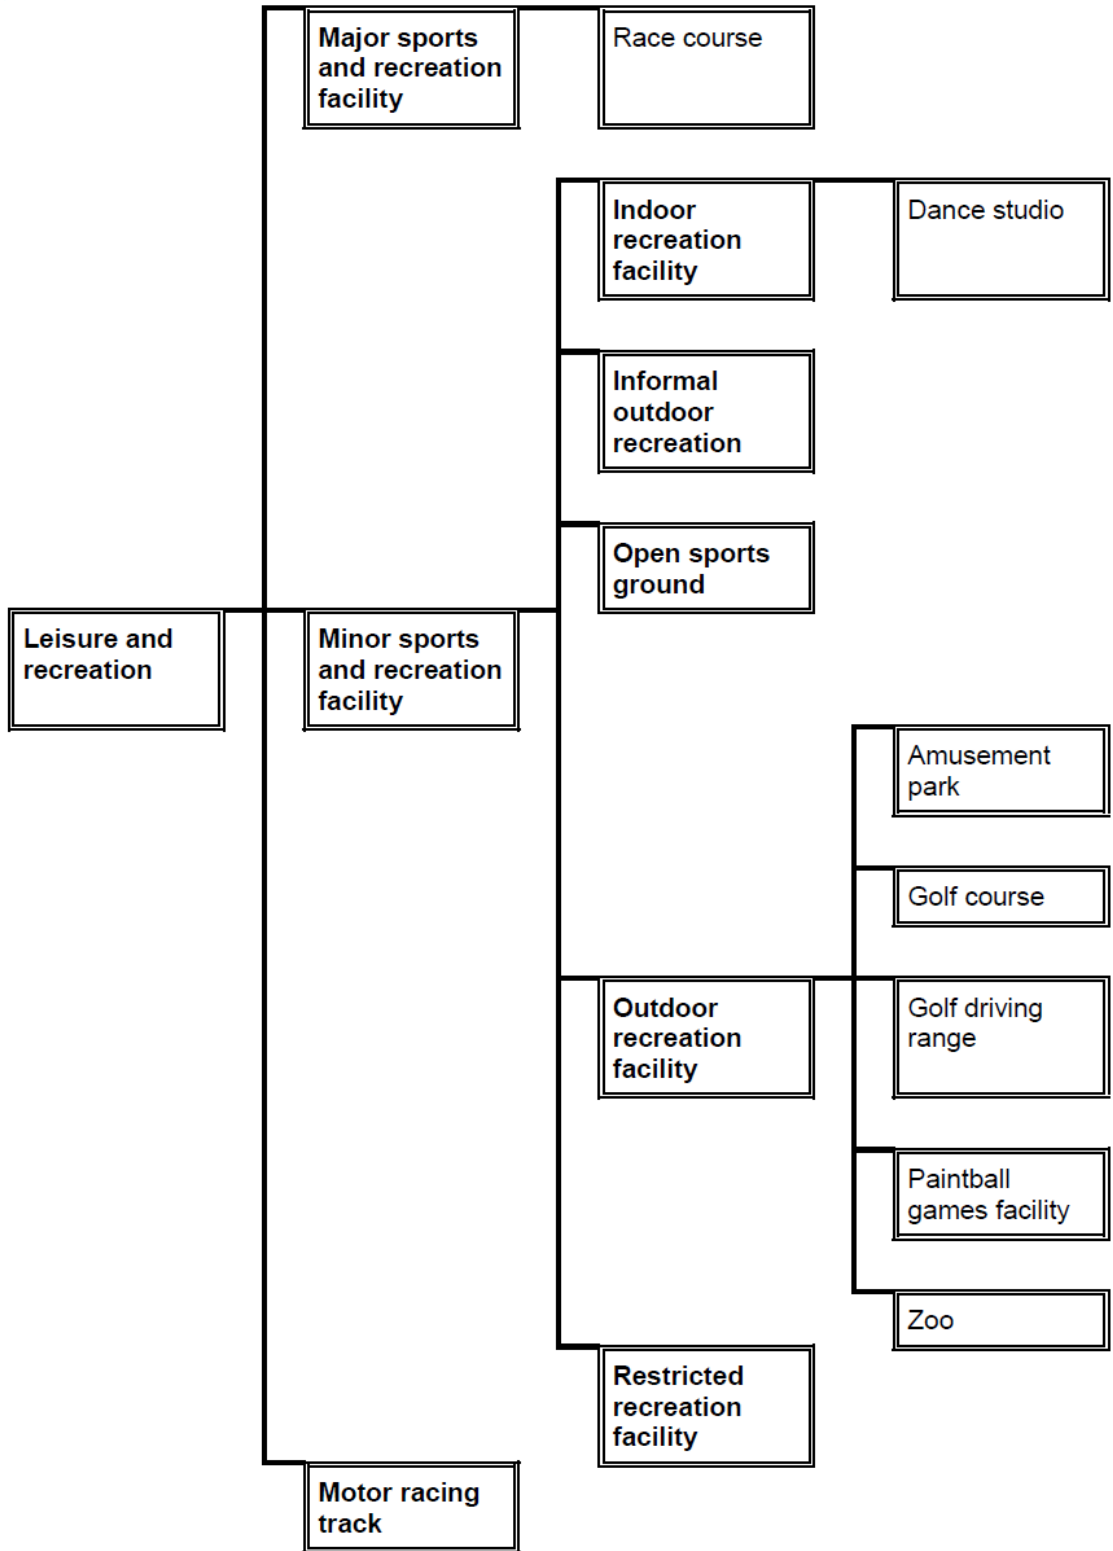 Major sports
and recreation
facility
Race course
Indoor
recreation
facility
Dance studio
Informal
outdoor
recreation
Open sports
ground
Leisure and
recreation
Minor sports
and recreation
facility
Amusement
park
Golf course
Outdoor
recreation
facility
Golf driving
range
Paintball
games facility
Zoo
Restricted
recreation
facility
Motor racing
track